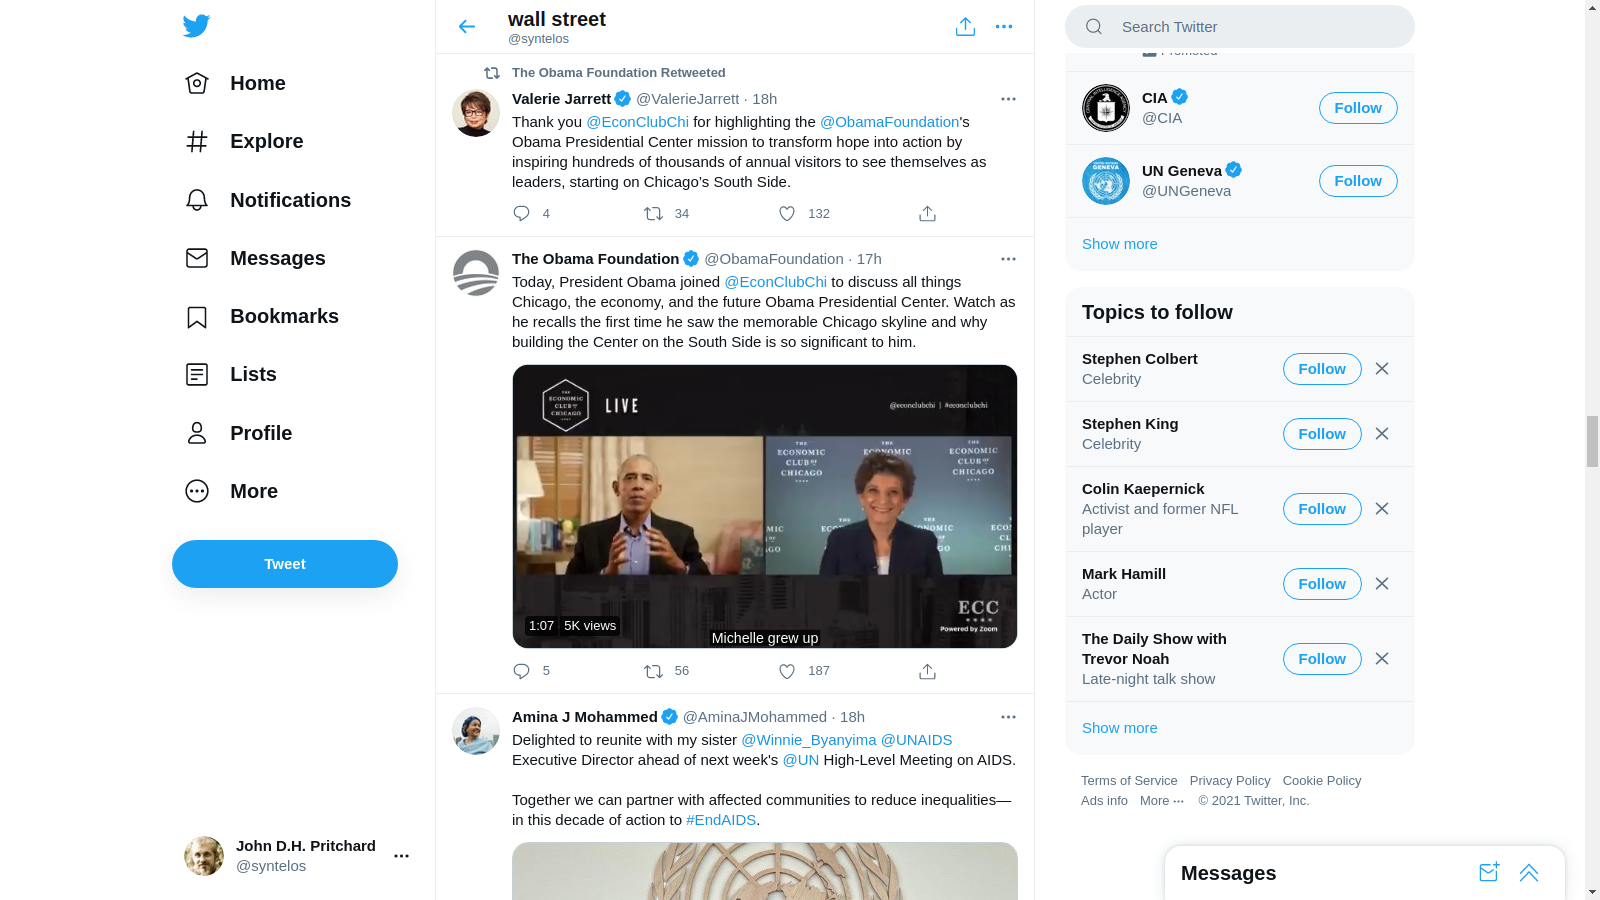 Home
Explore
Notifications
Messages
Bookmarks
Lists
Profile
More
Tweet
John D.H. Pritchard
@syntelos
wall street
@syntelos
The Obama Foundation Retweeted
Valerie Jarrett @ValerieJarrett · 18h
Thank you @EconClubChi for highlighting the @ObamaFoundation's
Obama Presidential Center mission to transform hope into action by
inspiring hundreds of thousands of annual visitors to see themselves as
leaders, starting on Chicago’s South Side.
4 34 132
The Obama Foundation @ObamaFoundation · 17h
Today, President Obama joined @EconClubChi to discuss all things
Chicago, the economy, and the future Obama Presidential Center. Watch as
he recalls the first time he saw the memorable Chicago skyline and why
building the Center on the South Side is so significant to him.
THE
ECONOMIC
CLUB OF
CHICAGO
LIVE
@econclubchi | #econclubchi
THE
ECONOMIC
CLUB OF
CHICAGO
THE
ECONOMIC
THE
ECONOMIC
CLUB OF
CHICAGO
ECC
Powered by Zoom
1:07 5K views
Michelle grew up
5 56 187
Amina J Mohammed @AminaJMohammed · 18h
Delighted to reunite with my sister @Winnie_Byanyima @UNAIDS
Executive Director ahead of next week's @UN High-Level Meeting on AIDS.
Together we can partner with affected communities to reduce inequalities—
in this decade of action to #EndAIDS.
Search Twitter
Promoted
CIA
@CIA
Follow
UN Geneva
@UNGeneva
Follow
GENEVA
Show more
Topics to follow
Stephen Colbert
Celebrity
Follow
Stephen King
Celebrity
Follow
Colin Kaepernick
Activist and former NFL
player
Follow
Mark Hamill
Actor
Follow
The Daily Show with
Trevor Noah
Late-night talk show
Follow
Show more
Terms of Service Privacy Policy Cookie Policy
Ads info More ··· © 2021 Twitter, Inc.
Messages